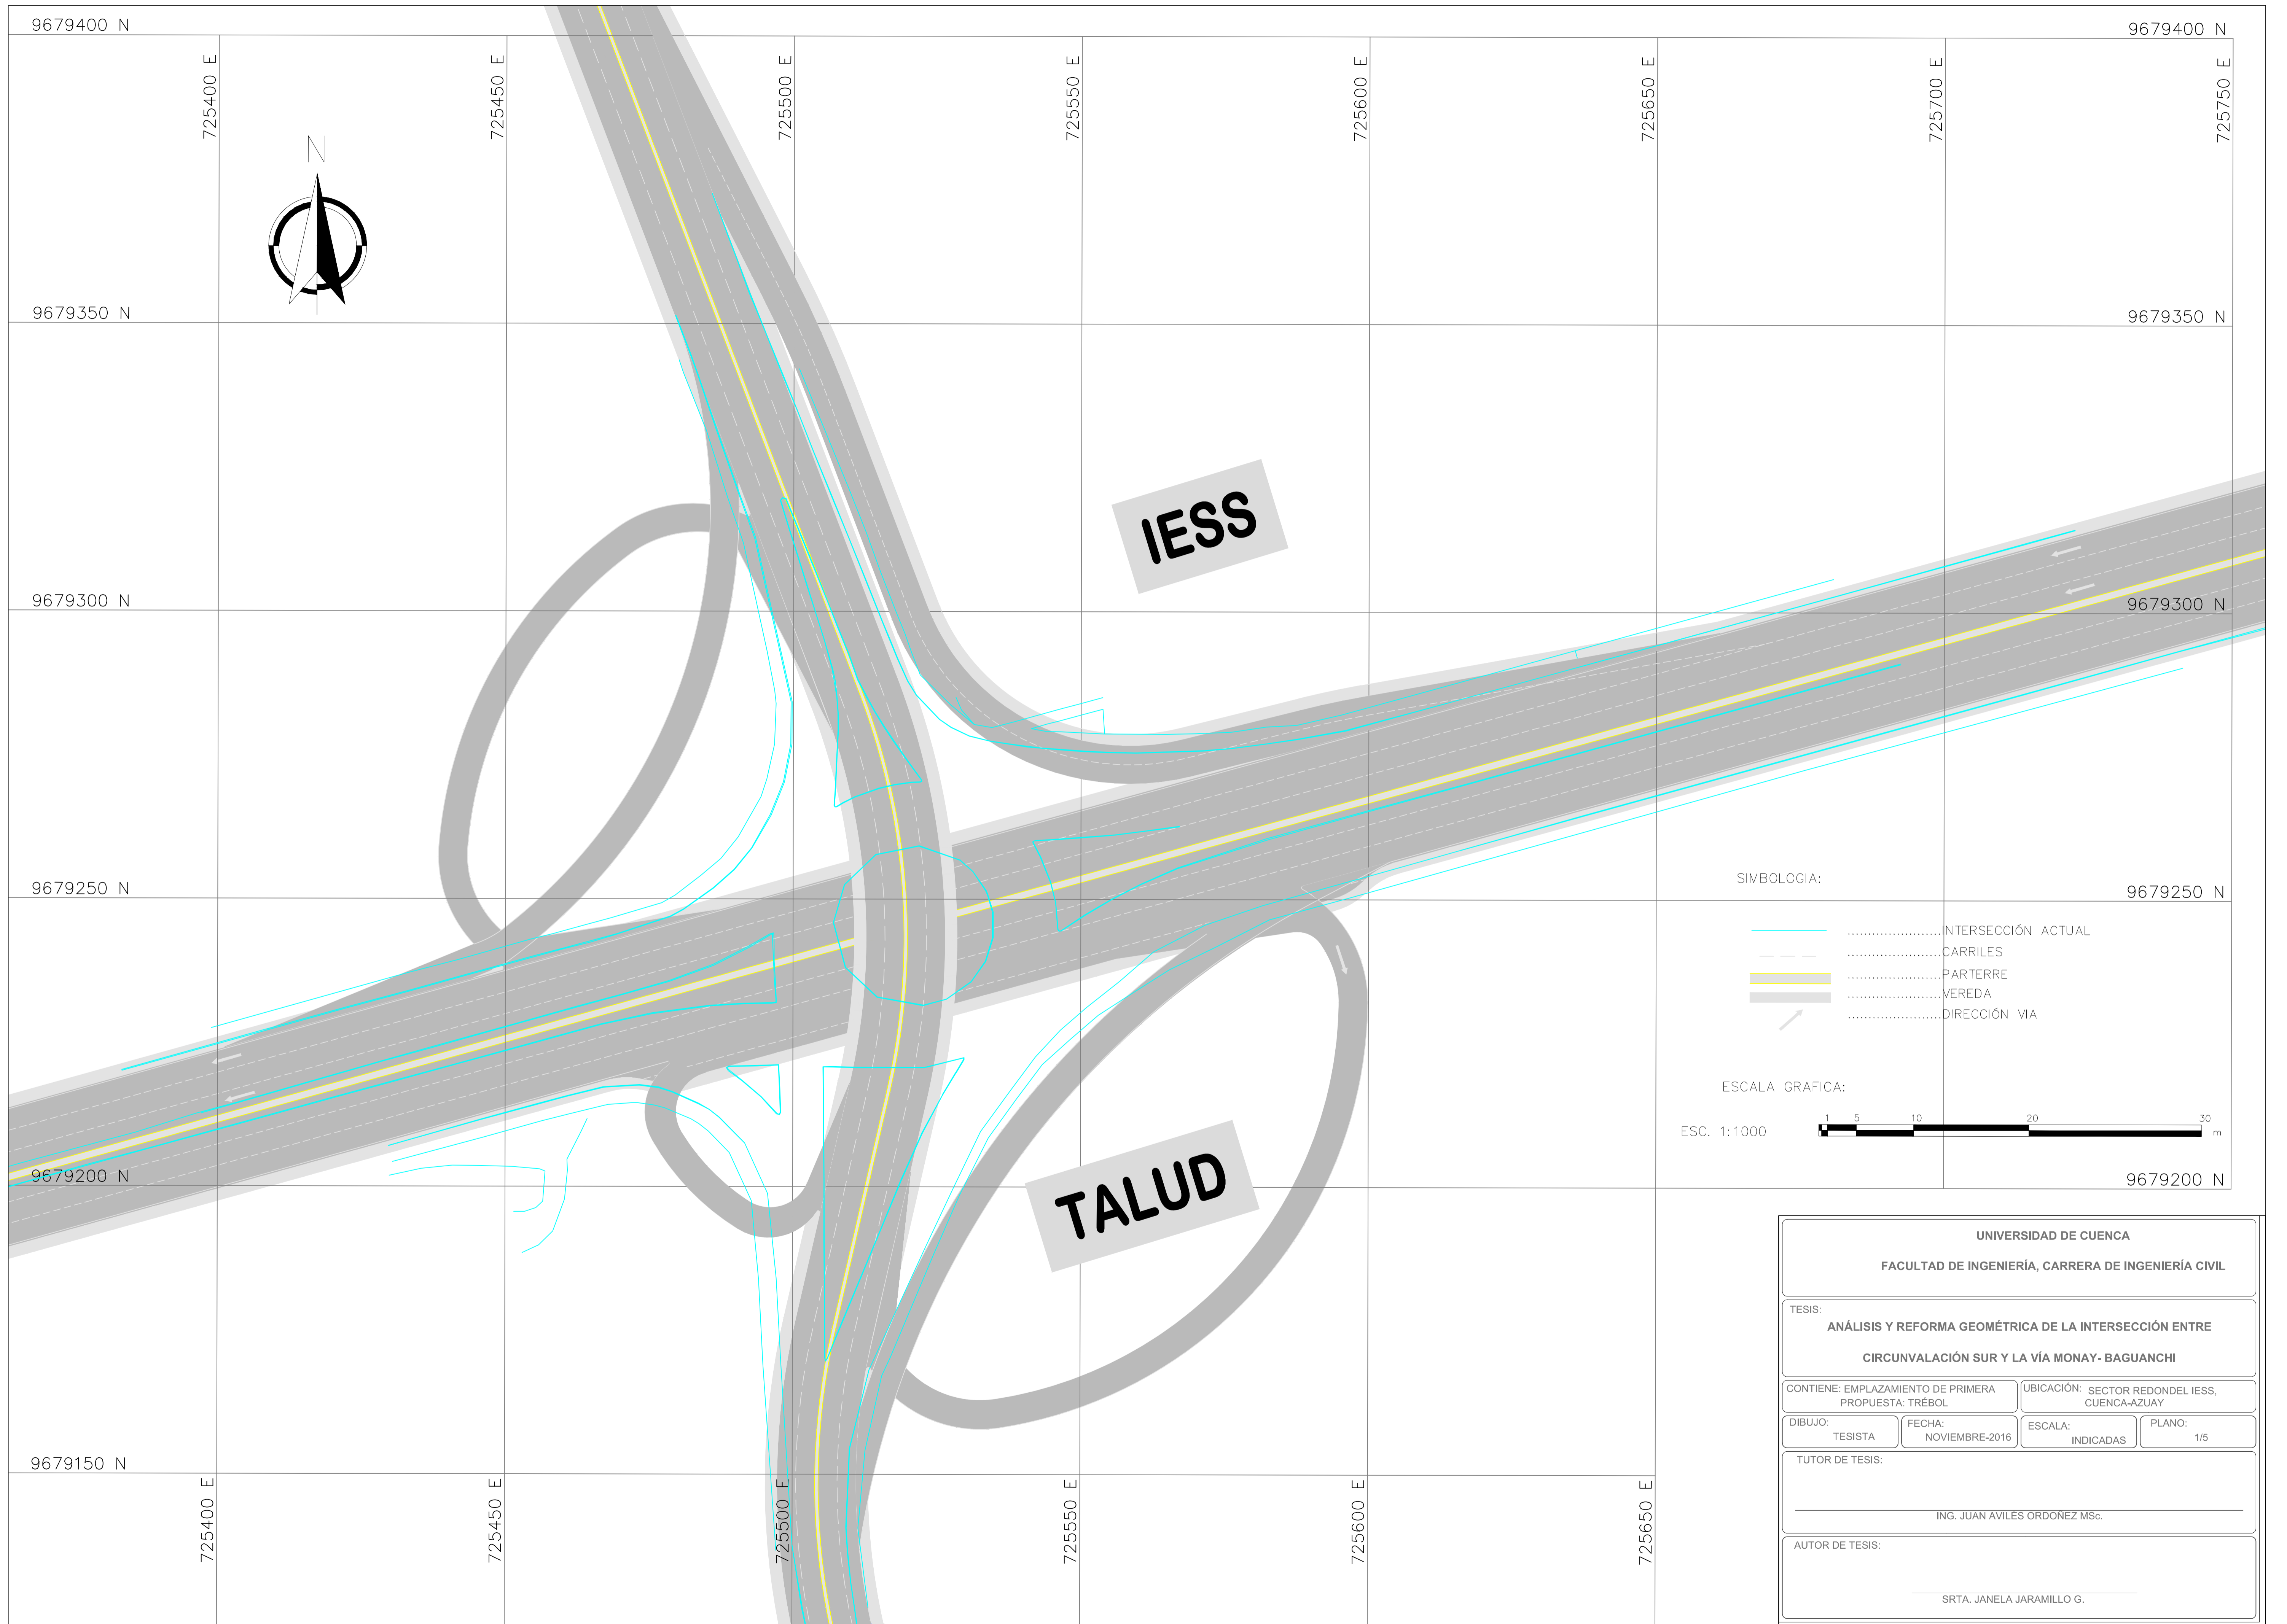 9679400 N
9679400 N
725400 E
725450 E
725500 E
725550 E
725600 E
725650 E
725700 E
725750 E
N
9679350 N
9679350 N
IESS
9679300 N
9679300 N
SIMBOLOGIA:
9679250 N
9679250 N
.......................INTERSECCIÓN ACTUAL
.......................CARRILES
.......................PARTERRE
.......................VEREDA
.......................DIRECCIÓN VIA
ESCALA GRAFICA:
1 5 10 20 30
ESC. 1:1000
m
9679200 N
9679200 N
TALUD
UNIVERSIDAD DE CUENCA
FACULTAD DE INGENIERÍA, CARRERA DE INGENIERÍA CIVIL
TESIS:
ANÁLISIS Y REFORMA GEOMÉTRICA DE LA INTERSECCIÓN ENTRE
CIRCUNVALACIÓN SUR Y LA VÍA MONAY- BAGUANCHI
CONTIENE: EMPLAZAMIENTO DE PRIMERA
PROPUESTA: TRÉBOL
UBICACIÓN: SECTOR REDONDEL IESS,
CUENCA-AZUAY
DIBUJO:
TESISTA
FECHA:
NOVIEMBRE-2016
ESCALA:
INDICADAS
PLANO:
1/5
TUTOR DE TESIS:
ING. JUAN AVILÉS ORDOÑEZ MSc.
AUTOR DE TESIS:
SRTA. JANELA JARAMILLO G.
9679150 N
725400 E
725450 E
725500 E
725550 E
725600 E
725650 E